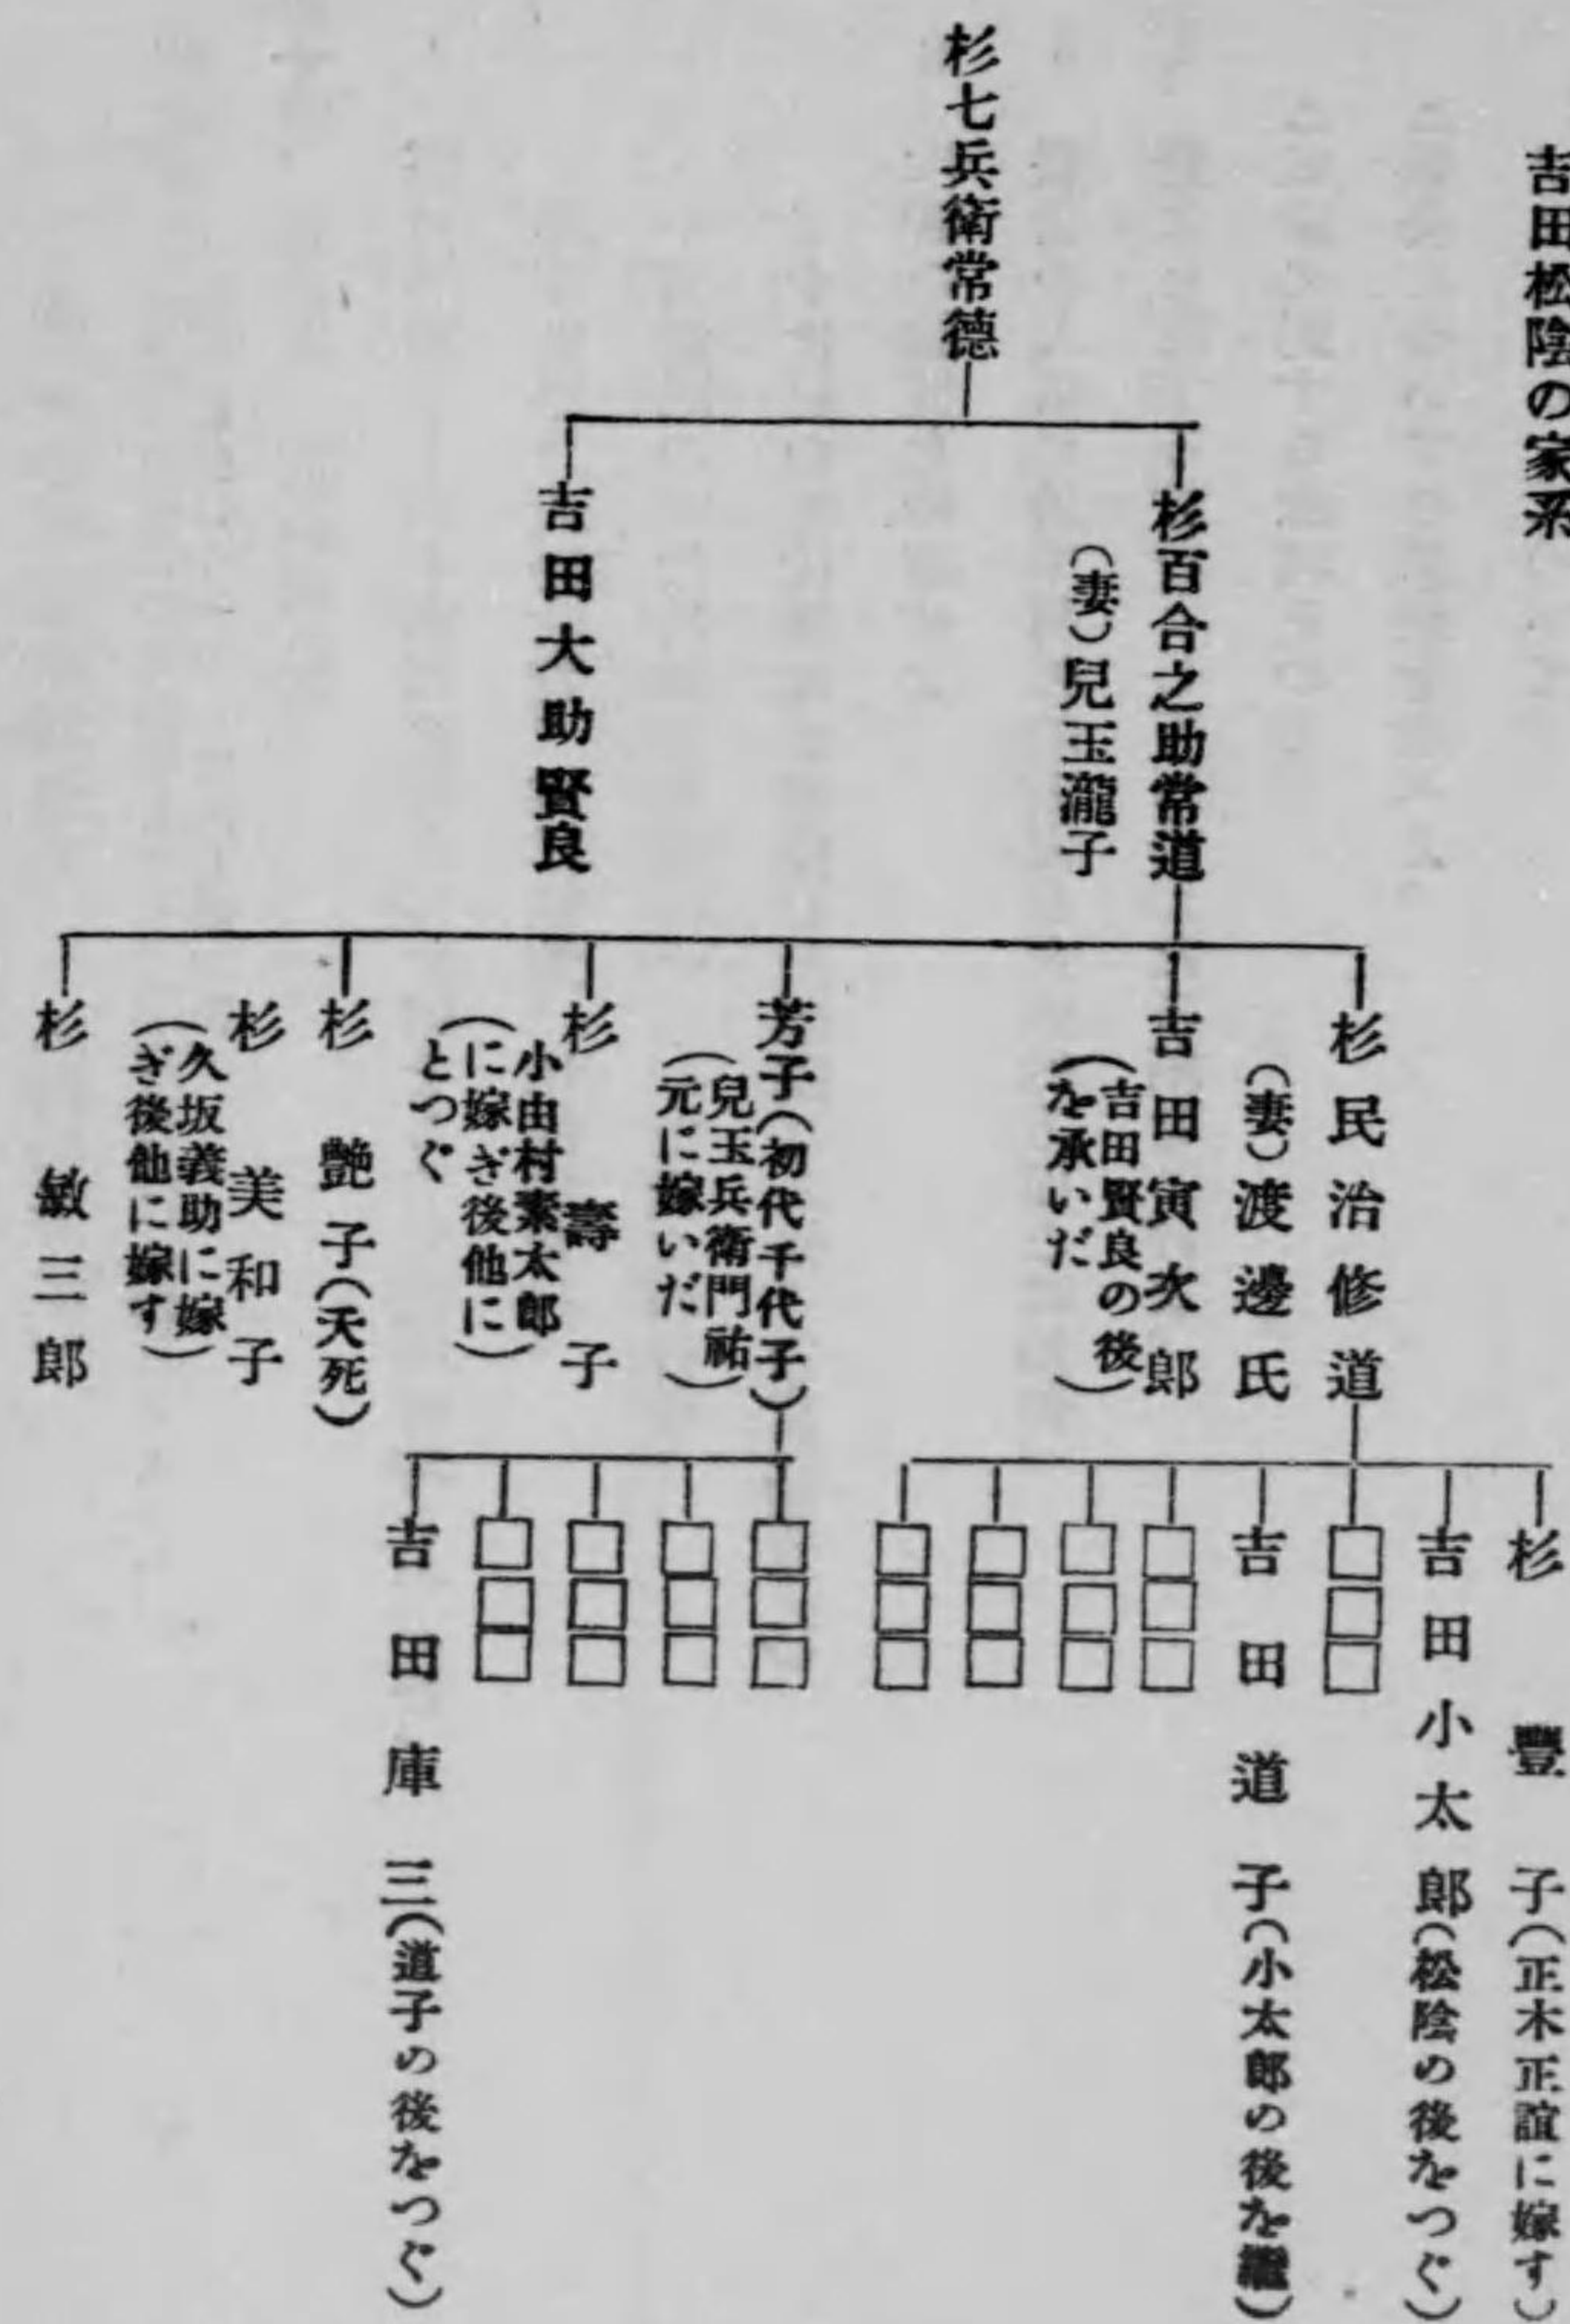 吉田松陰の家系
杉七兵衛常德
杉百合之助常道
(妻)兒玉瀧子
吉田大助賢良
杉民治修道
(妻)渡邊氏
吉田寅次郎
(吉田賢良の後
を承いだ)
芳子(初代千代子)
(兒玉兵衛門祐
元に嫁いだ)
杉壽子
(小由村素太郎
に嫁ぎ後他に
とつぐ)
杉艶子(夭死)
杉美和子
(久坂義助に嫁
ぎ後他に嫁す)
杉敏三郎
杉豐子(正木正誼に嫁す)
吉田小太郎(松陰の後をつぐ)
□□□
吉田道子(小太郎の後を繼)
□□□
□□□
□□□
□□□
□□□
□□□
□□□
□□□
吉田庫三(道子の後をつぐ)